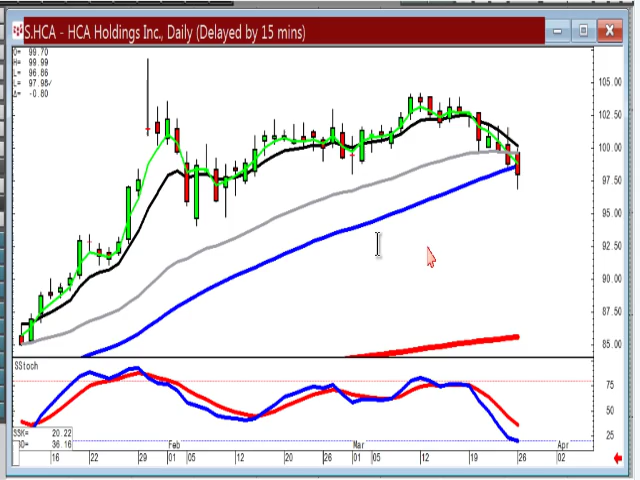 S.HCA - HCA Holdings Inc., Daily (Delayed by 15 mins)
O= 99.70
H= 99.99
L= 96.86
L= 97.98
Δ= -0.80
105.00
102.50
100.00
97.50
95.00
92.50
90.00
87.50
85.00
SStoch
75
50
25
SSK= 20.22
D= 36.16
Feb Mar Apr
16 22 29 01 05 12 20 26 01 05 12 19 26 02